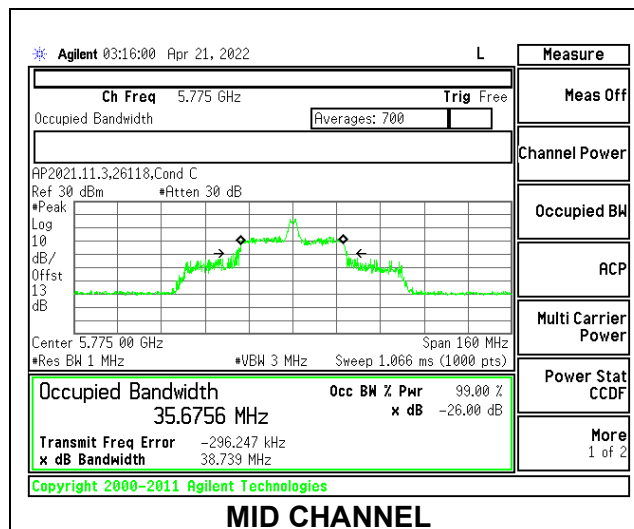 Agilent 03:16:00 Apr 21, 2022 L
Measure
Ch Freq 5.775 GHz Trig Free
Occupied Bandwidth Averages: 700
AP2021.11.3,26118,Cond C
Ref 30 dBm #Atten 30 dB
#Peak
Log
10
dB/
Offst
13
dB
Center 5.775 00 GHz Span 160 MHz
#Res BW 1 MHz #VBW 3 MHz Sweep 1.066 ms (1000 pts)
Occupied Bandwidth Occ BW % Pwr 99.00 %
35.6756 MHz x dB -26.00 dB
Transmit Freq Error -296.247 kHz
x dB Bandwidth 38.739 MHz
Copyright 2000-2011 Agilent Technologies
Meas Off
Channel Power
Occupied BW
ACP
Multi Carrier
Power
Power Stat
CCDF
More
1 of 2
MID CHANNEL